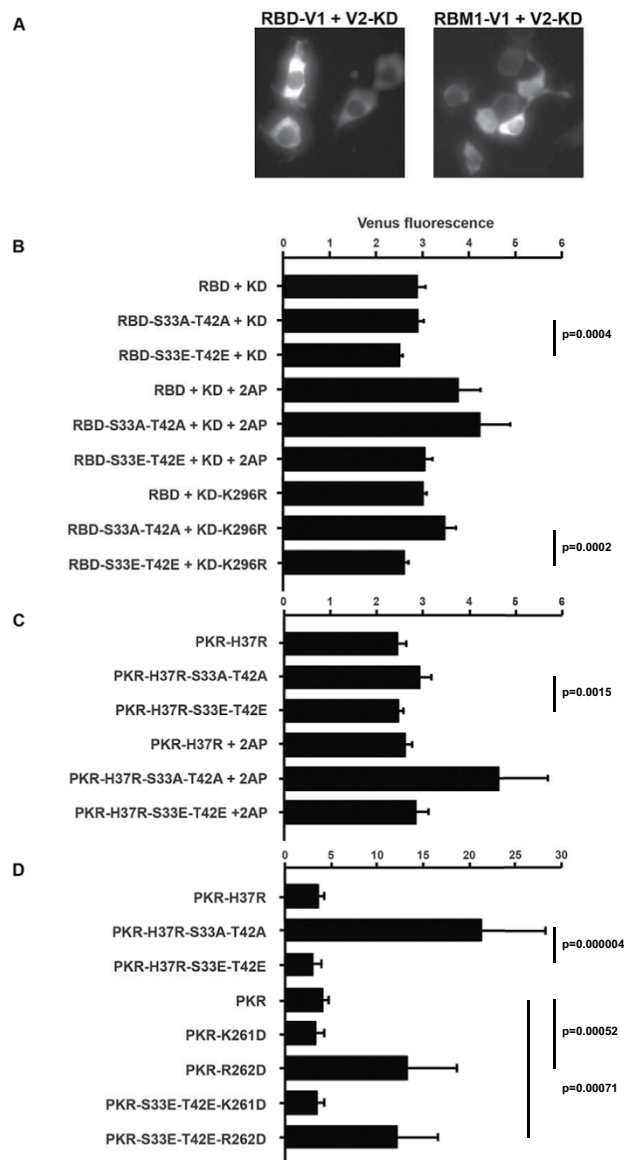 A
RBD-V1 + V2-KD RBM1-V1 + V2-KD
Venus fluorescence
B
0 1 2 3 4 5 6
RBD + KD
RBD-S33A-T42A + KD
p=0.0004
RBD-S33E-T42E + KD
RBD + KD + 2AP
RBD-S33A-T42A + KD + 2AP
RBD-S33E-T42E + KD + 2AP
RBD + KD-K296R
RBD-S33A-T42A + KD-K296R
p=0.0002
RBD-S33E-T42E + KD-K296R
0 1 2 3 4 5 6
C
PKR-H37R
PKR-H37R-S33A-T42A
p=0.0015
PKR-H37R-S33E-T42E
PKR-H37R + 2AP
PKR-H37R-S33A-T42A + 2AP
PKR-H37R-S33E-T42E +2AP
0 5 10 15 20 25 30
D
PKR-H37R
PKR-H37R-S33A-T42A
p=0.000004
PKR-H37R-S33E-T42E
PKR
PKR-K261D
p=0.00052
PKR-R262D
p=0.00071
PKR-S33E-T42E-K261D
PKR-S33E-T42E-R262D